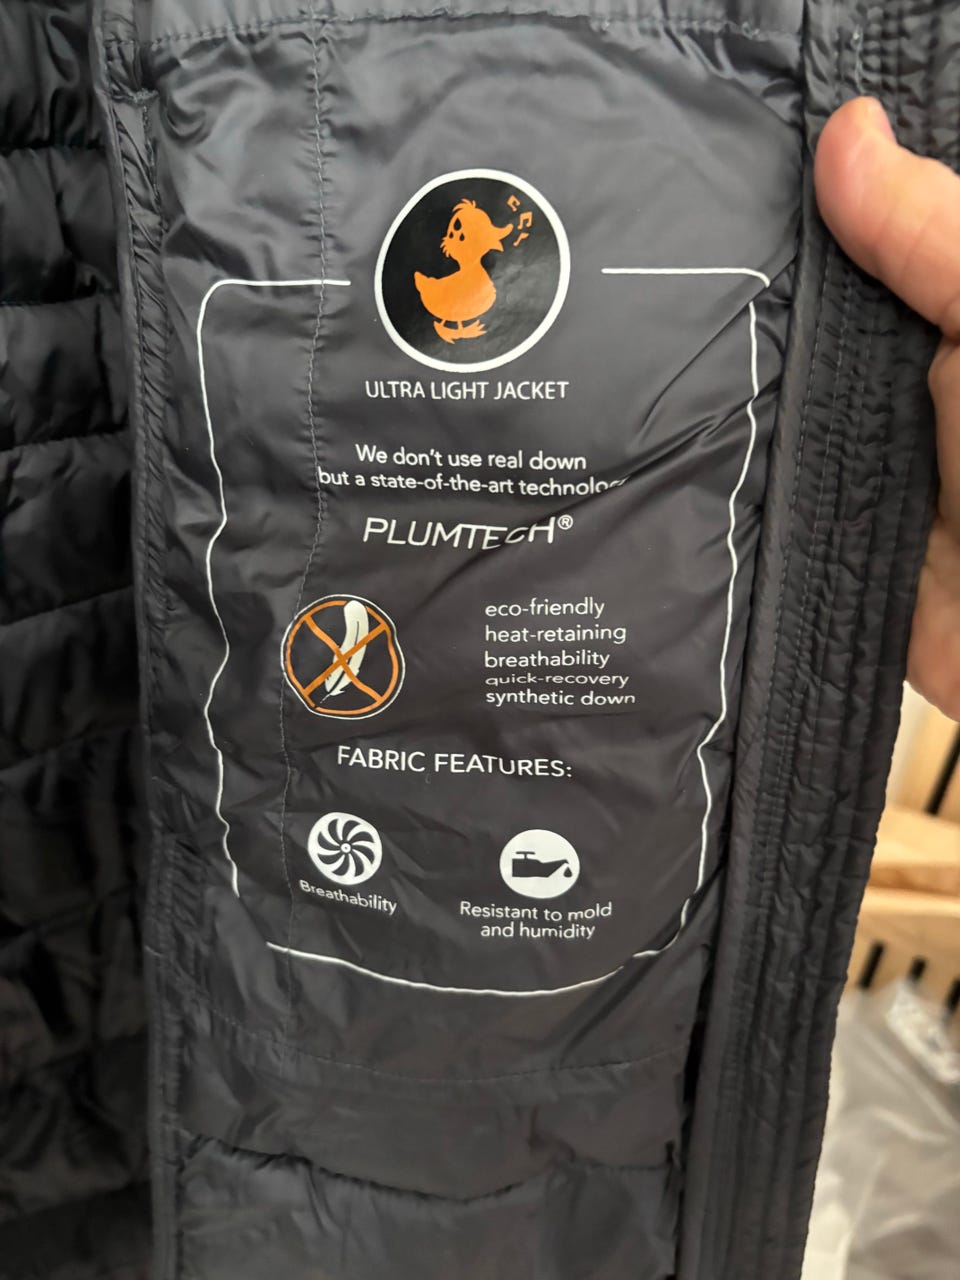 ULTRA LIGHT JACKET
We don't use real down
but a state-of-the-art
PLUMTECH®
eco-friendly
heat-retaining
breathability
quick-recovery
synthetic down
FABRIC FEATURES:
Breathability
Resistant to mold
and humidity